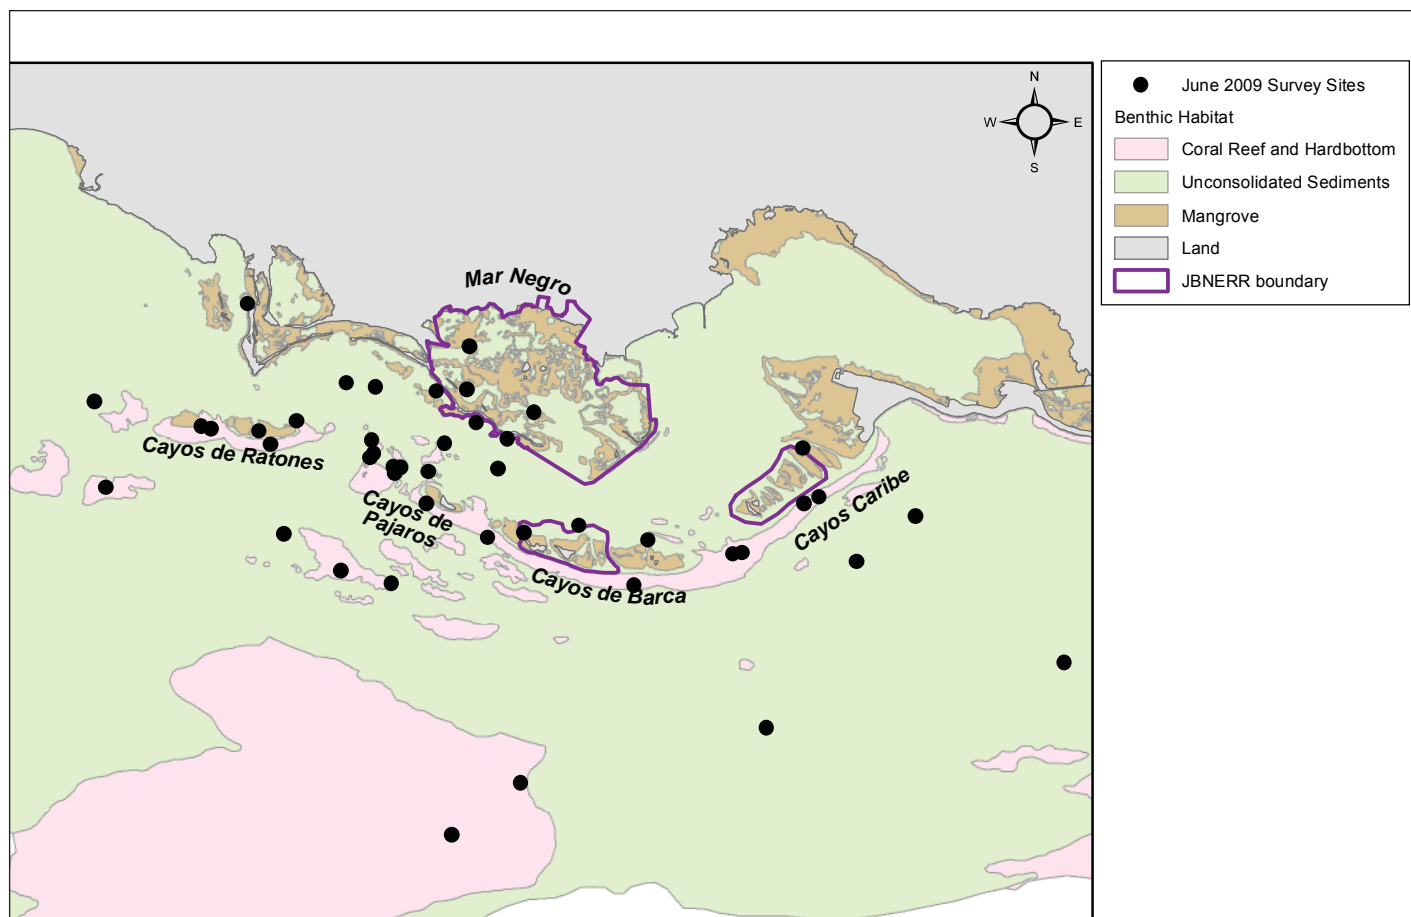 N
W E
S
Mar Negro
Cayos de Ratones
Cayos de
Pajaros
Cayos Caribe
Cayos de Barca
June 2009 Survey Sites
Benthic Habitat
Coral Reef and Hardbottom
Unconsolidated Sediments
Mangrove
Land
JBNERR boundary